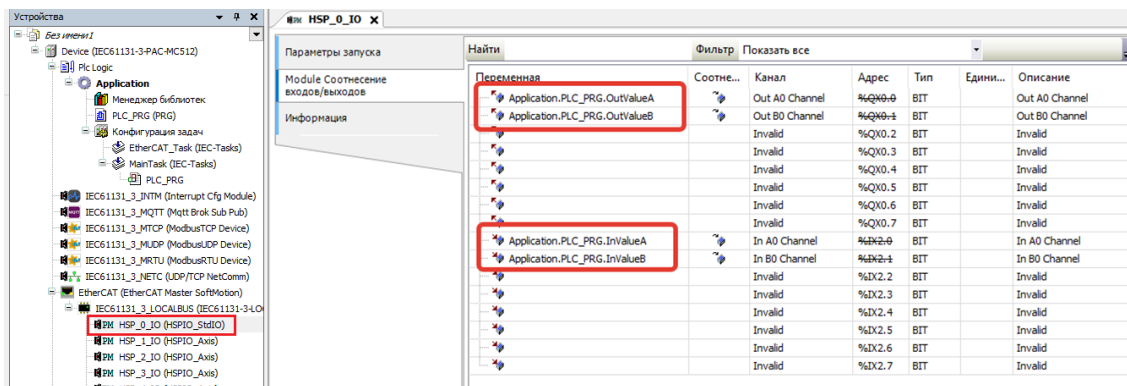 Устройства
Без имени1
Device (IEC61131-3-PAC-MC512)
Plc Logic
Application
Менеджер библиотек
PLC_PRG (PRG)
Конфигурация задач
EtherCAT_Task (IEC-Tasks)
MainTask (IEC-Tasks)
PLC_PRG
IEC61131_3_INTM (Interrupt Cfg Module)
IEC61131_3_MQTT (Mqtt Brok Sub Pub)
IEC61131_3_MTCP (ModbusTCP Device)
IEC61131_3_MUDP (ModbusUDP Device)
IEC61131_3_MRTU (ModbusRTU Device)
IEC61131_3_NETC (UDP/TCP NetComm)
EtherCAT (EtherCAT Master SoftMotion)
IEC61131_3_LOCALBUS (IEC61131-3-LO
PM HSP_0_IO (HSPIO_StdIO)
PM HSP_1_IO (HSPIO_Axis)
PM HSP_2_IO (HSPIO_Axis)
PM HSP_3_IO (HSPIO_Axis)
HSP_0_IO X
Параметры запуска
Module Соотнесение
входов/выходов
Информация
Найти Фильтр Показать все
Переменная Соотне... Канал Адрес Тип Едини... Описание
Application.PLC_PRG.OutValueA Out A0 Channel %QX0.0 BIT Out A0 Channel
Application.PLC_PRG.OutValueB Out B0 Channel %QX0.1 BIT Out B0 Channel
Invalid %QX0.2 BIT Invalid
Invalid %QX0.3 BIT Invalid
Invalid %QX0.4 BIT Invalid
Invalid %QX0.5 BIT Invalid
Invalid %QX0.6 BIT Invalid
Invalid %QX0.7 BIT Invalid
Application.PLC_PRG.InValueA In A0 Channel %IX2.0 BIT In A0 Channel
Application.PLC_PRG.InValueB In B0 Channel %IX2.1 BIT In B0 Channel
Invalid %IX2.2 BIT Invalid
Invalid %IX2.3 BIT Invalid
Invalid %IX2.4 BIT Invalid
Invalid %IX2.5 BIT Invalid
Invalid %IX2.6 BIT Invalid
Invalid %IX2.7 BIT Invalid